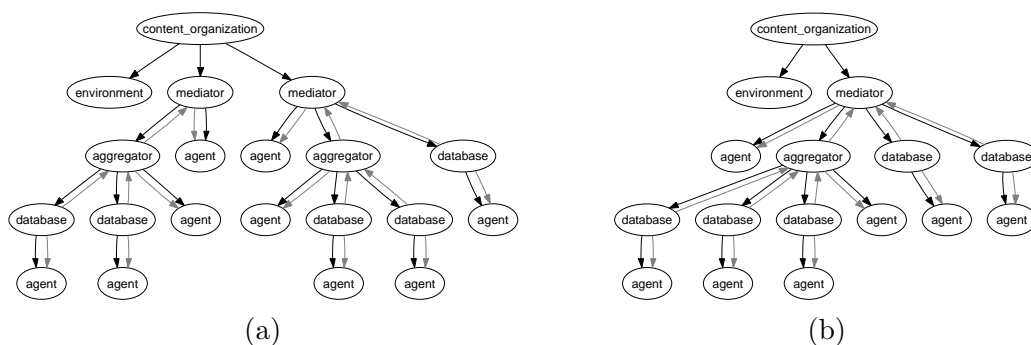 content_organization
environment mediator mediator
aggregator agent agent aggregator database
database database agent agent database database agent
agent agent agent agent
(a)
content_organization
environment mediator
agent aggregator database database
database database database agent agent agent
agent agent agent
(b)